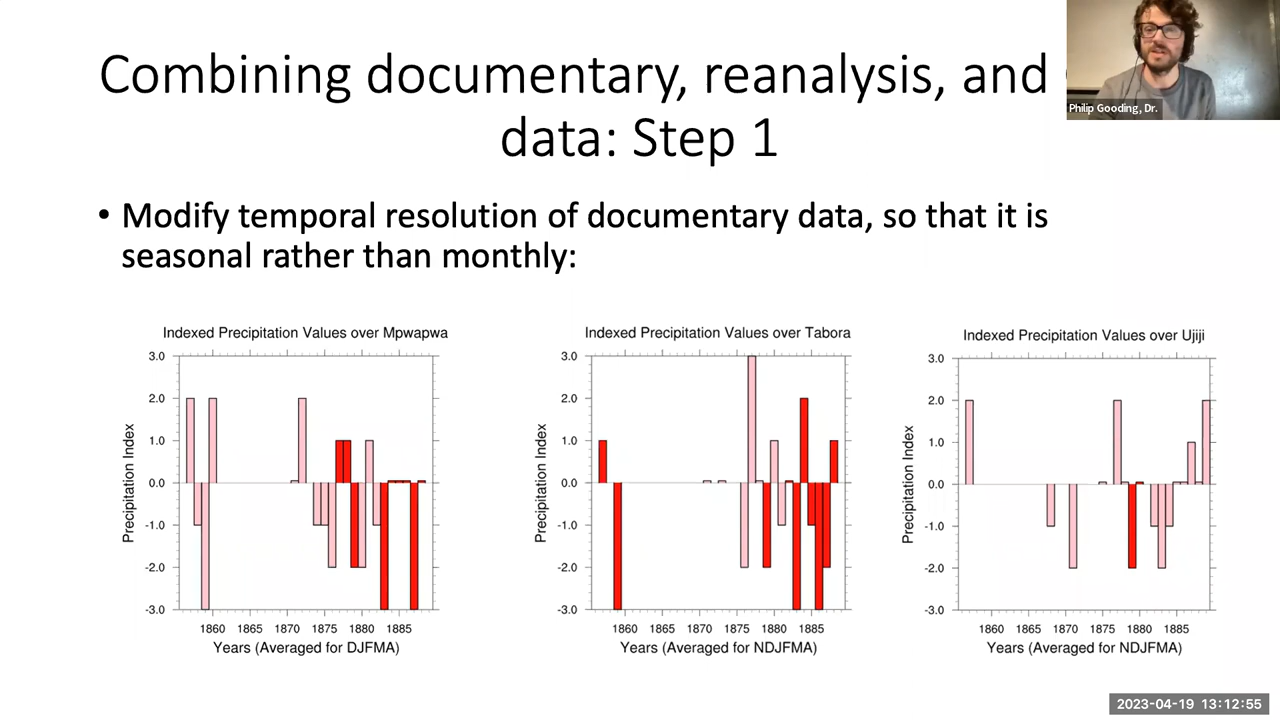 Combining documentary, reanalysis, and
data: Step 1
Philip Gooding, Dr.
• Modify temporal resolution of documentary data, so that it is
seasonal rather than monthly:
Indexed Precipitation Values over Mpwapwa
3.0
2.0
1.0
0.0
-1.0
-2.0
-3.0
Precipitation Index
1860 1865 1870 1875 1880 1885
Years (Averaged for DJFMA)
Indexed Precipitation Values over Tabora
3.0
2.0
1.0
0.0
-1.0
-2.0
-3.0
Precipitation Index
1860 1865 1870 1875 1880 1885
Years (Averaged for NDJFMA)
Indexed Precipitation Values over Ujiji
3.0
2.0
1.0
0.0
-1.0
-2.0
-3.0
Precipitation Index
1860 1865 1870 1875 1880 1885
Years (Averaged for NDJFMA)
2023-04-19 13:12:55